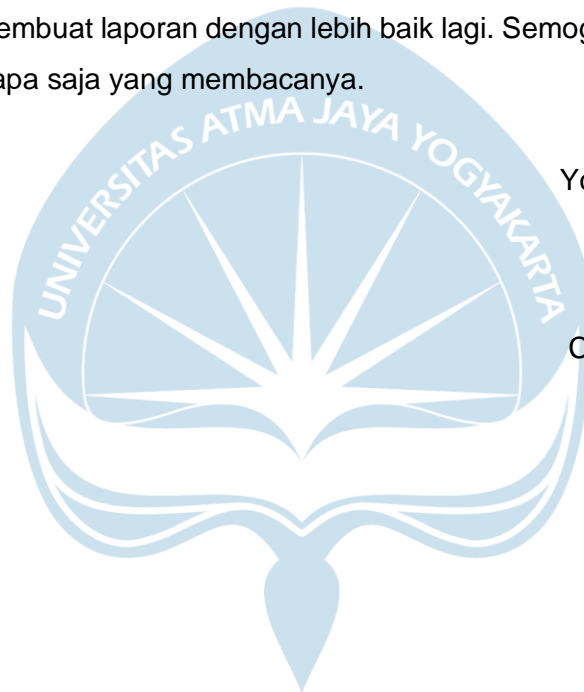 embuat laporan dengan lebih baik lagi. Semog
apa saja yang membacanya.
UNIVERSITAS ATMA JAYA YOGYAKARTA
Yo
C